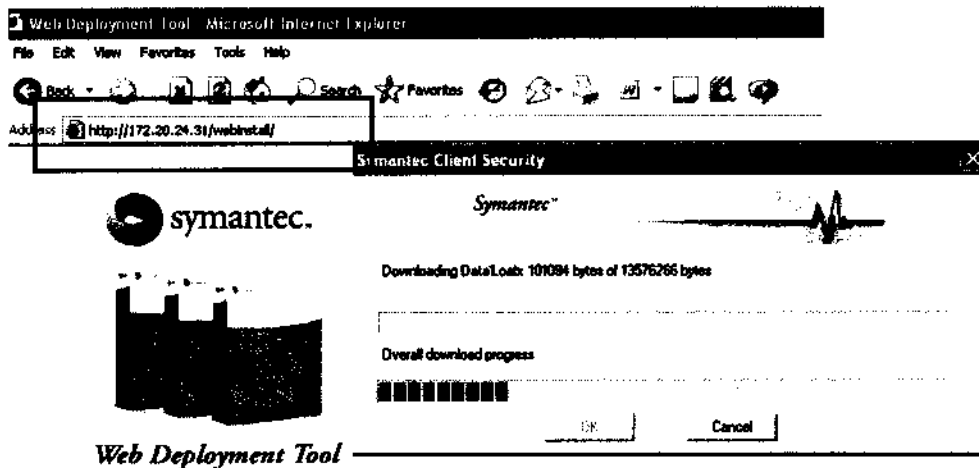 Web Deployment Tool Microsoft Internet Explorer
File Edit View Favorites Tools Help
Back Search Favorites
Address http://172.20.24.31/webinstall/
Symantec Client Security
symantec.
Symantec™
Downloading Data1.cab: 101084 bytes of 13576266 bytes
Overall download progress
OK Cancel
Web Deployment Tool